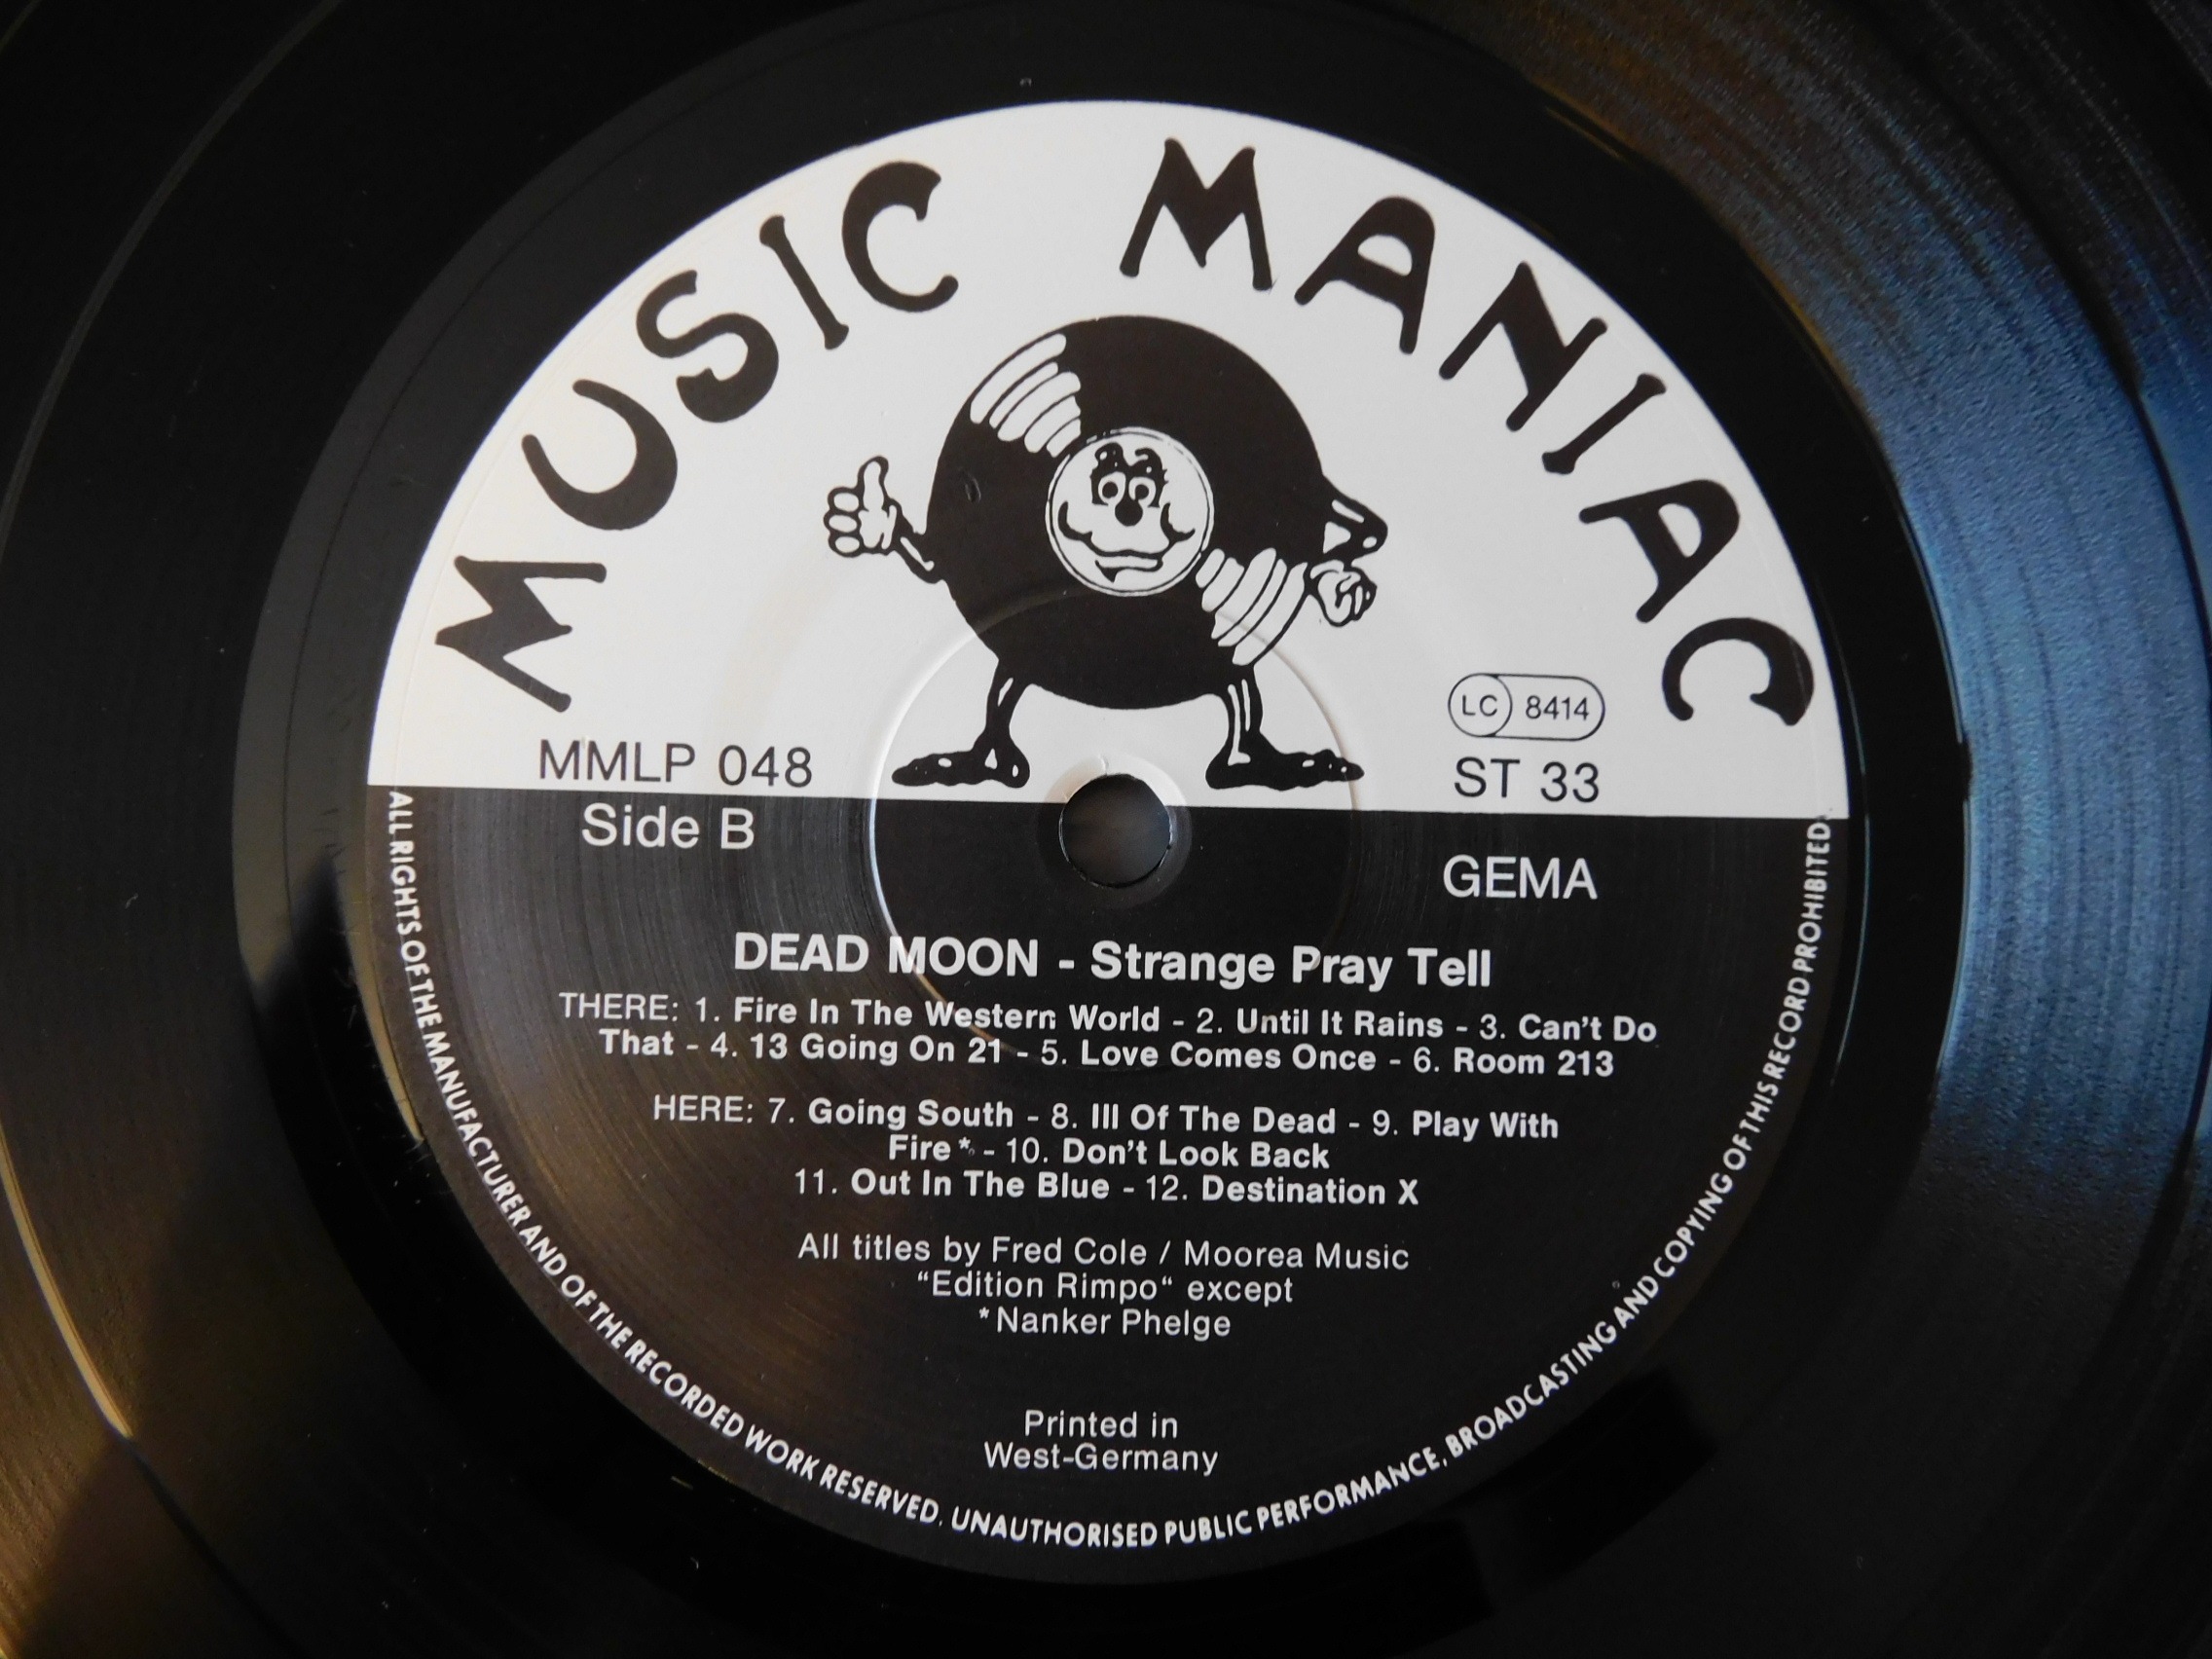 MUSIC MANIAC
LC 8414
MMLP 048
ST 33
Side B
GEMA
DEAD MOON - Strange Pray Tell
THERE: 1. Fire In The Western World - 2. Until It Rains - 3. Can't Do
That - 4. 13 Going On 21 - 5. Love Comes Once - 6. Room 213
HERE: 7. Going South - 8. Ill Of The Dead - 9. Play With
Fire * - 10. Don't Look Back
11. Out In The Blue - 12. Destination X
All titles by Fred Cole / Moorea Music
"Edition Rimpo“ except
*Nanker Phelge
Printed in
West-Germany
ALL RIGHTS OF THE MANUFACTURER AND OF THE RECORDED WORK RESERVED. UNAUTHORISED PUBLIC PERFORMANCE, BROADCASTING AND COPYING OF THIS RECORD PROHIBITED